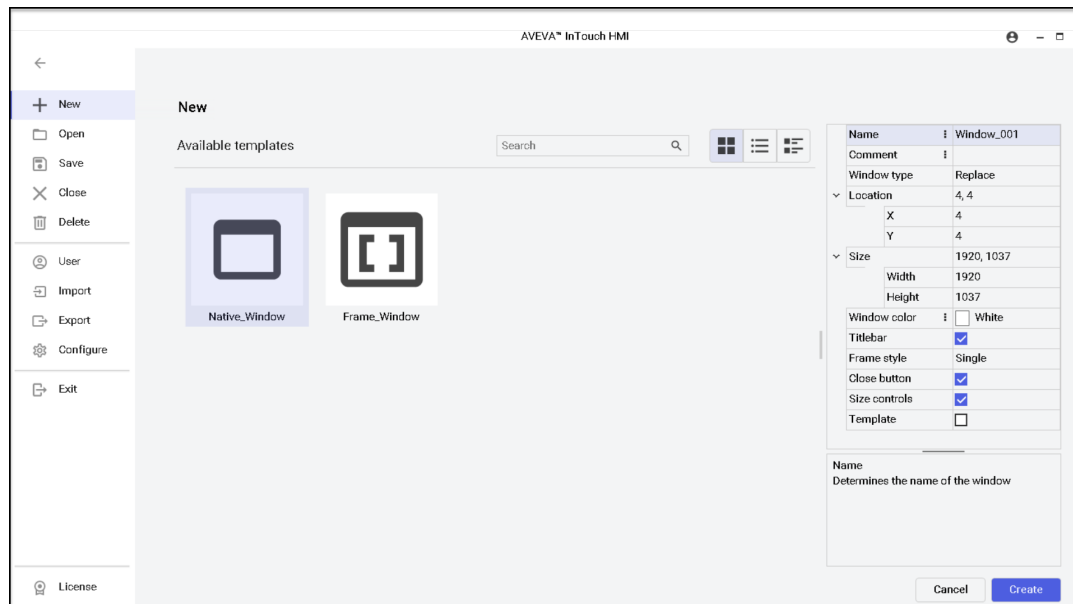 AVEVA™ InTouch HMI
New
Open
Save
Close
Delete
User
Import
Export
Configure
Exit
License
New
Available templates
Search
Native_Window
Frame_Window
Name Window_001
Comment
Window type Replace
Location 4, 4
X 4
Y 4
Size 1920, 1037
Width 1920
Height 1037
Window color White
Titlebar
Frame style Single
Close button
Size controls
Template
Name
Determines the name of the window
Cancel
Create